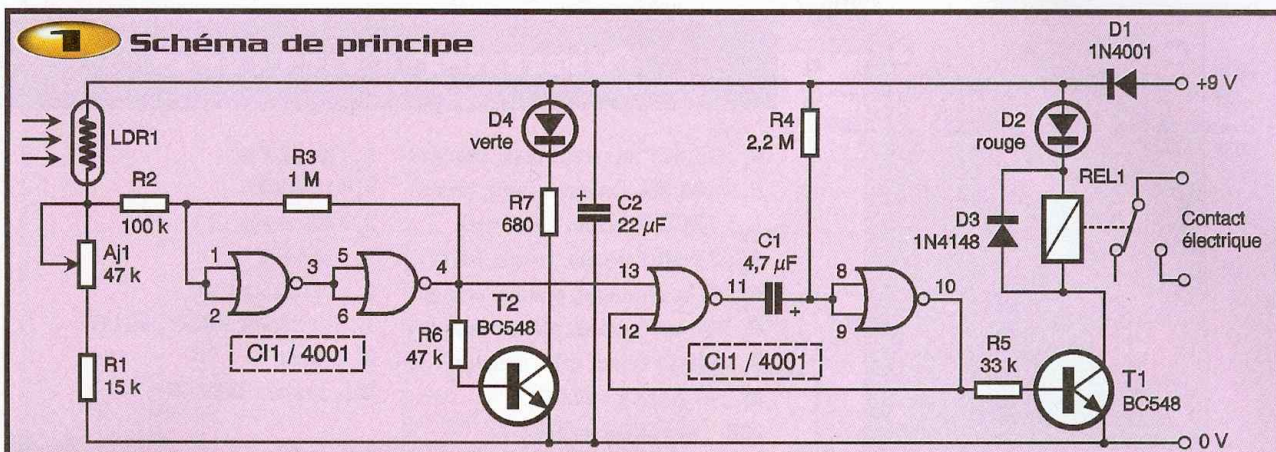 1 Schéma de principe
D1
1N4001
+9 V
LDR1
D4
verte
R4
2,2 M
D2
rouge
R3
1 M
R2
100 k
R7
680
C2
22 µF
+
REL1
D3
1N4148
Contact
électrique
Aj1
47 k
C1
4,7 µF
+
1
2
3
5
6
4
13
12
11
8
9
10
T2
BC548
R6
47 k
CI1 / 4001
CI1 / 4001
R5
33 k
T1
BC548
R1
15 k
0 V